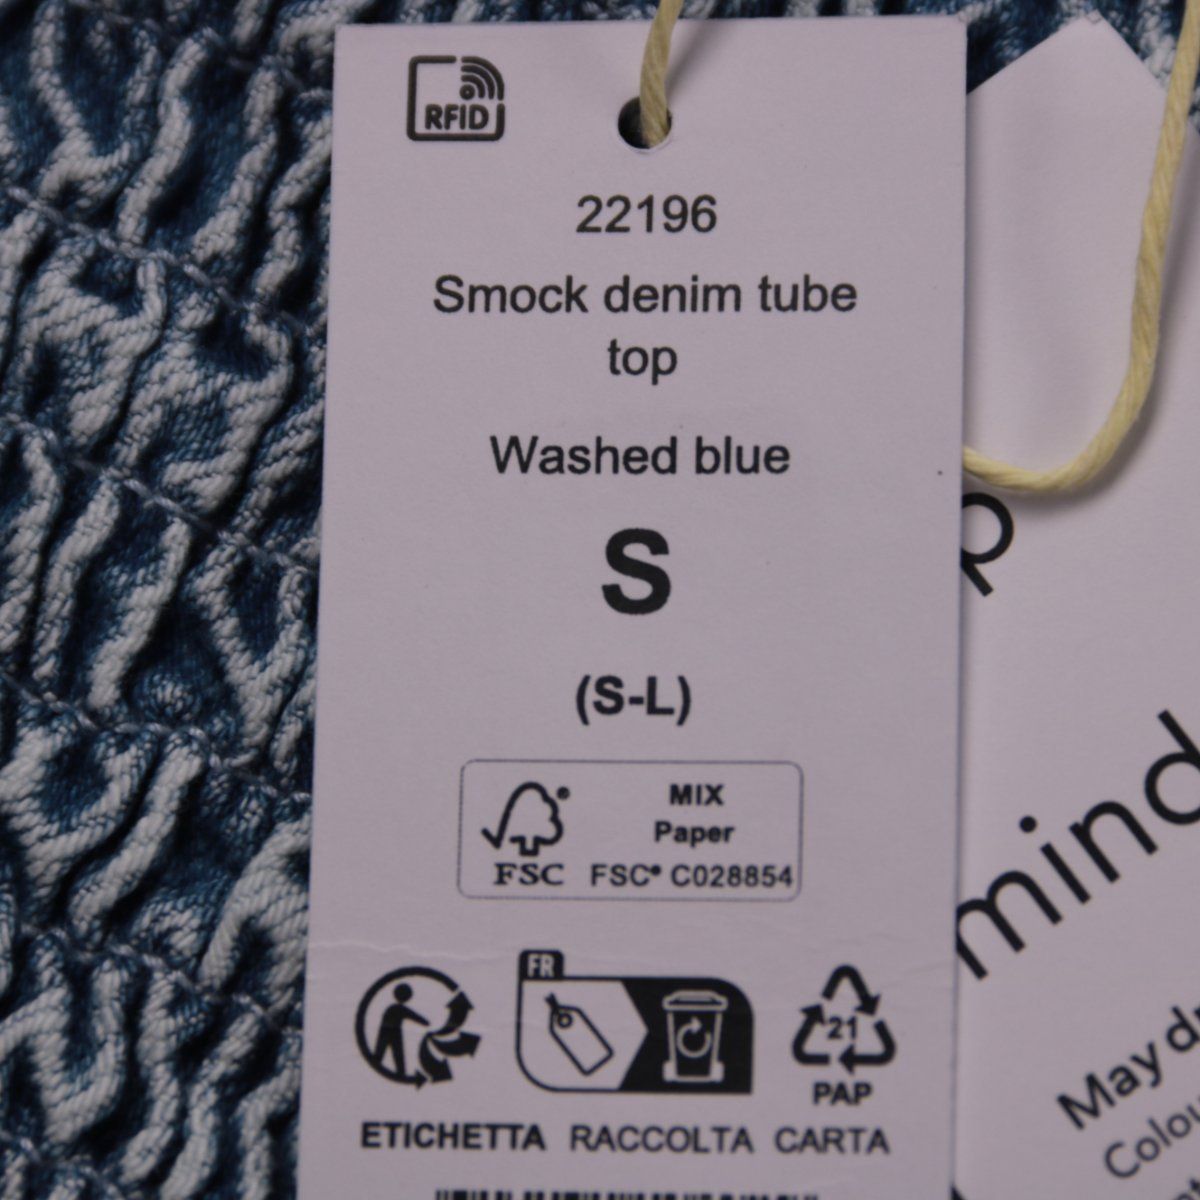 RFID
22196
Smock denim tube
top
Washed blue
S
(S-L)
MIX
Paper
FSC FSC® C028854
FR
21
PAP
ETICHETTA RACCOLTA CARTA
p
mind
May